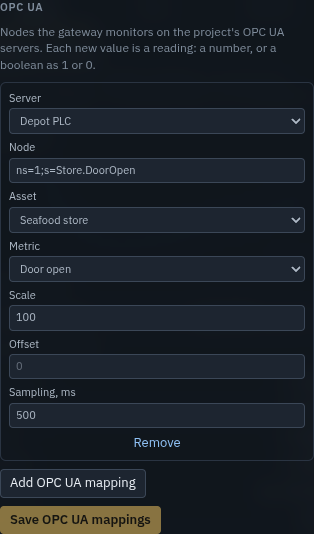 OPC UA
Nodes the gateway monitors on the project's OPC UA
servers. Each new value is a reading: a number, or a
boolean as 1 or 0.
Server
Depot PLC
Node
ns=1;s=Store.DoorOpen
Asset
Seafood store
Metric
Door open
Scale
100
Offset
0
Sampling, ms
500
Remove
Add OPC UA mapping
Save OPC UA mappings